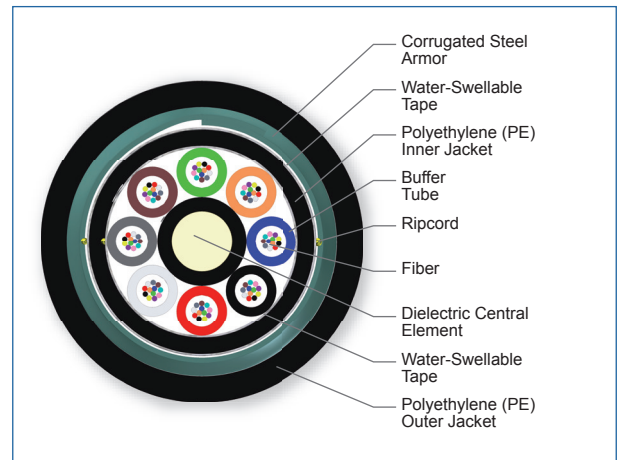 Corrugated Steel
Armor
Water-Swellable
Tape
Polyethylene (PE)
Inner Jacket
Buffer
Tube
Ripcord
Fiber
Dielectric Central
Element
Water-Swellable
Tape
Polyethylene (PE)
Outer Jacket